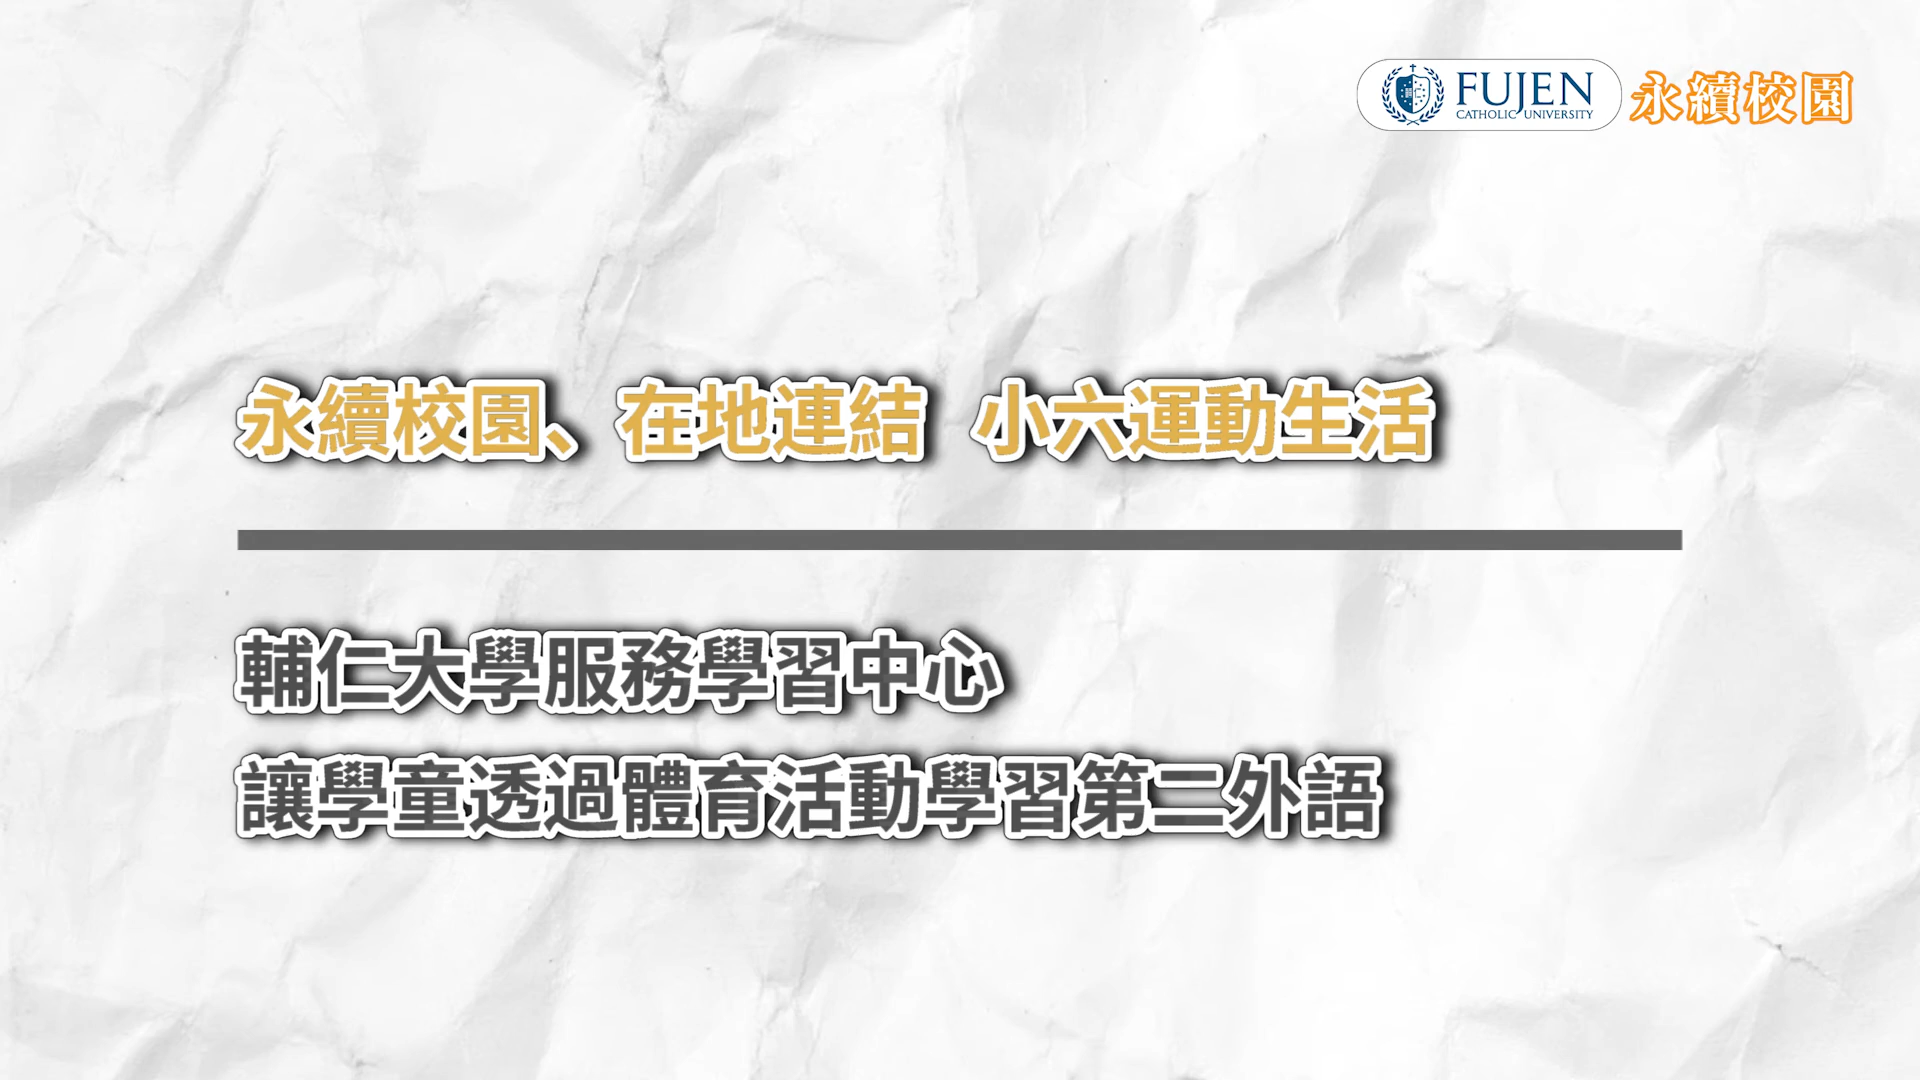 FUJEN
CATHOLIC UNIVERSITY
永續校園
永續校園、在地連結 小六運動生活
輔仁大學服務學習中心
讓學童透過體育活動學習第二外語